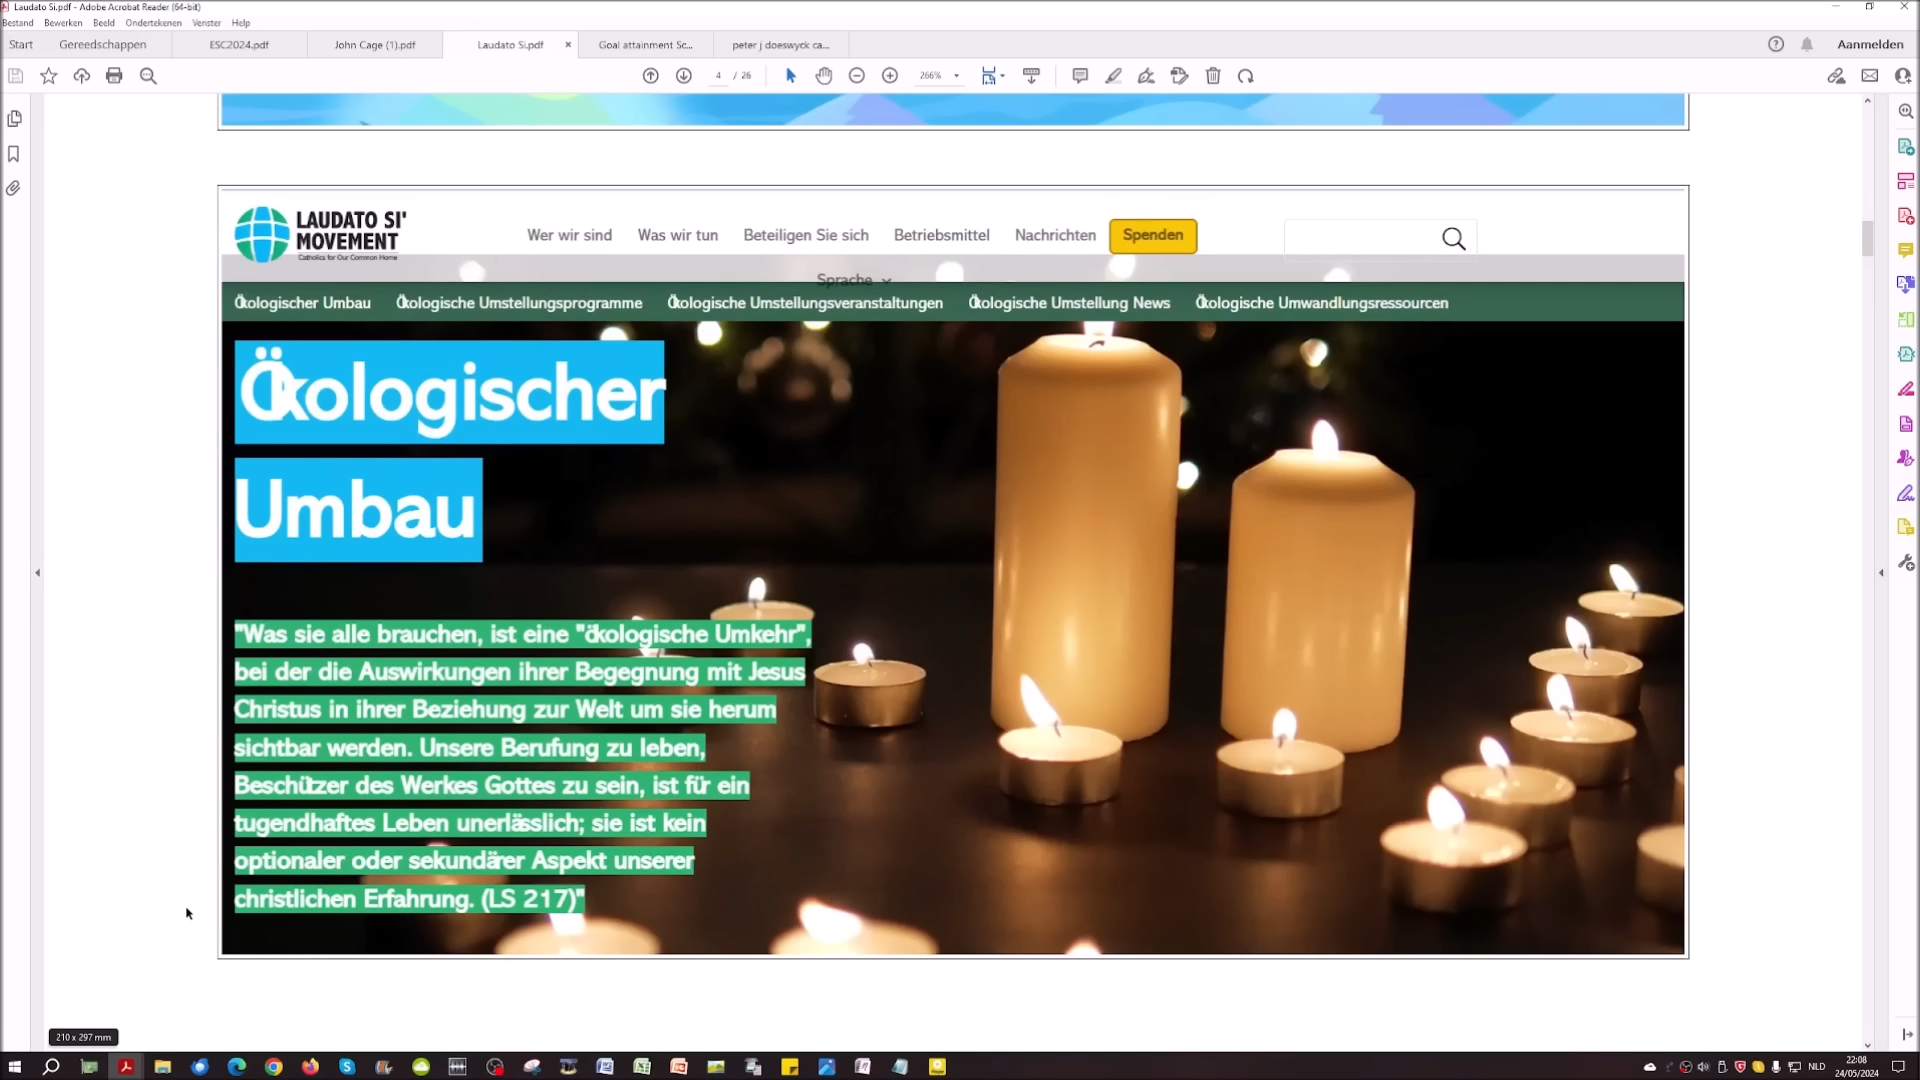 Laudato Si.pdf - Adobe Acrobat Reader (64-bit)
Bestand Bewerken Beeld Ondertekenen Venster Help
Start Gereedschappen ESC2024.pdf John Cage (1).pdf Laudato Si.pdf Goal attainment Sc... peter j doeswyck ca... Aanmelden
4 / 26 266%
LAUDATO SI'
MOVEMENT
Catholics for Our Common Home
Wer wir sind Was wir tun Beteiligen Sie sich Betriebsmittel Nachrichten Spenden
Sprache
Ökologischer Umbau Ökologische Umstellungsprogramme Ökologische Umstellungsveranstaltungen Ökologische Umstellung News Ökologische Umwandlungsressourcen
Ökologischer
Umbau
"Was sie alle brauchen, ist eine "ökologische Umkehr",
bei der die Auswirkungen ihrer Begegnung mit Jesus
Christus in ihrer Beziehung zur Welt um sie herum
sichtbar werden. Unsere Berufung zu leben,
Beschützer des Werkes Gottes zu sein, ist für ein
tugendhaftes Leben unerlässlich; sie ist kein
optionaler oder sekundärer Aspekt unserer
christlichen Erfahrung. (LS 217)"
210 x 297 mm
NLD
22:08
24/05/2024